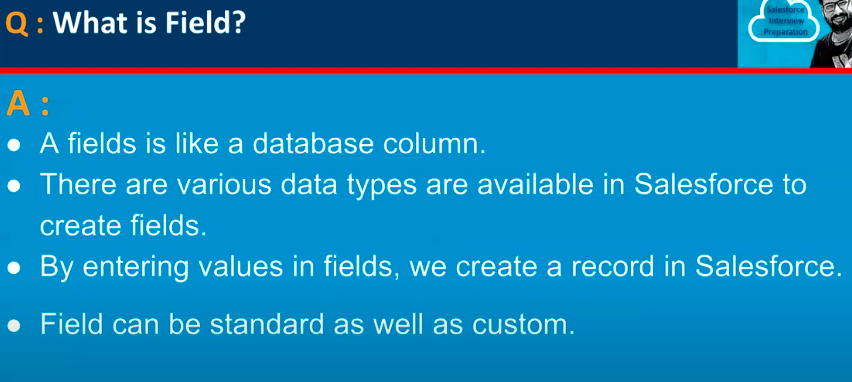 Q : What is Field?
Salesforce
Interview
Preparation
A :
● A fields is like a database column.
● There are various data types are available in Salesforce to
create fields.
● By entering values in fields, we create a record in Salesforce.
● Field can be standard as well as custom.